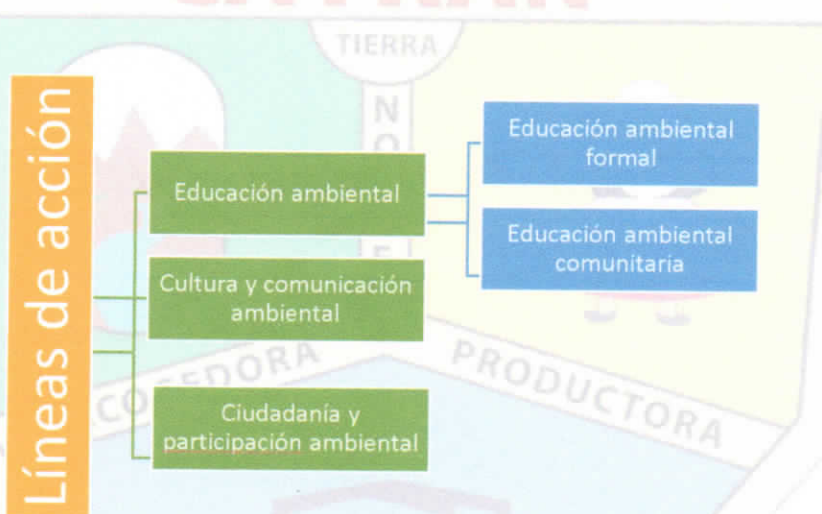 TIERRA
Líneas de acción
Educación ambiental
Educación ambiental
formal
Educación ambiental
comunitaria
Cultura y comunicación
ambiental
Ciudadanía y
participación ambiental
PRODUCTORA